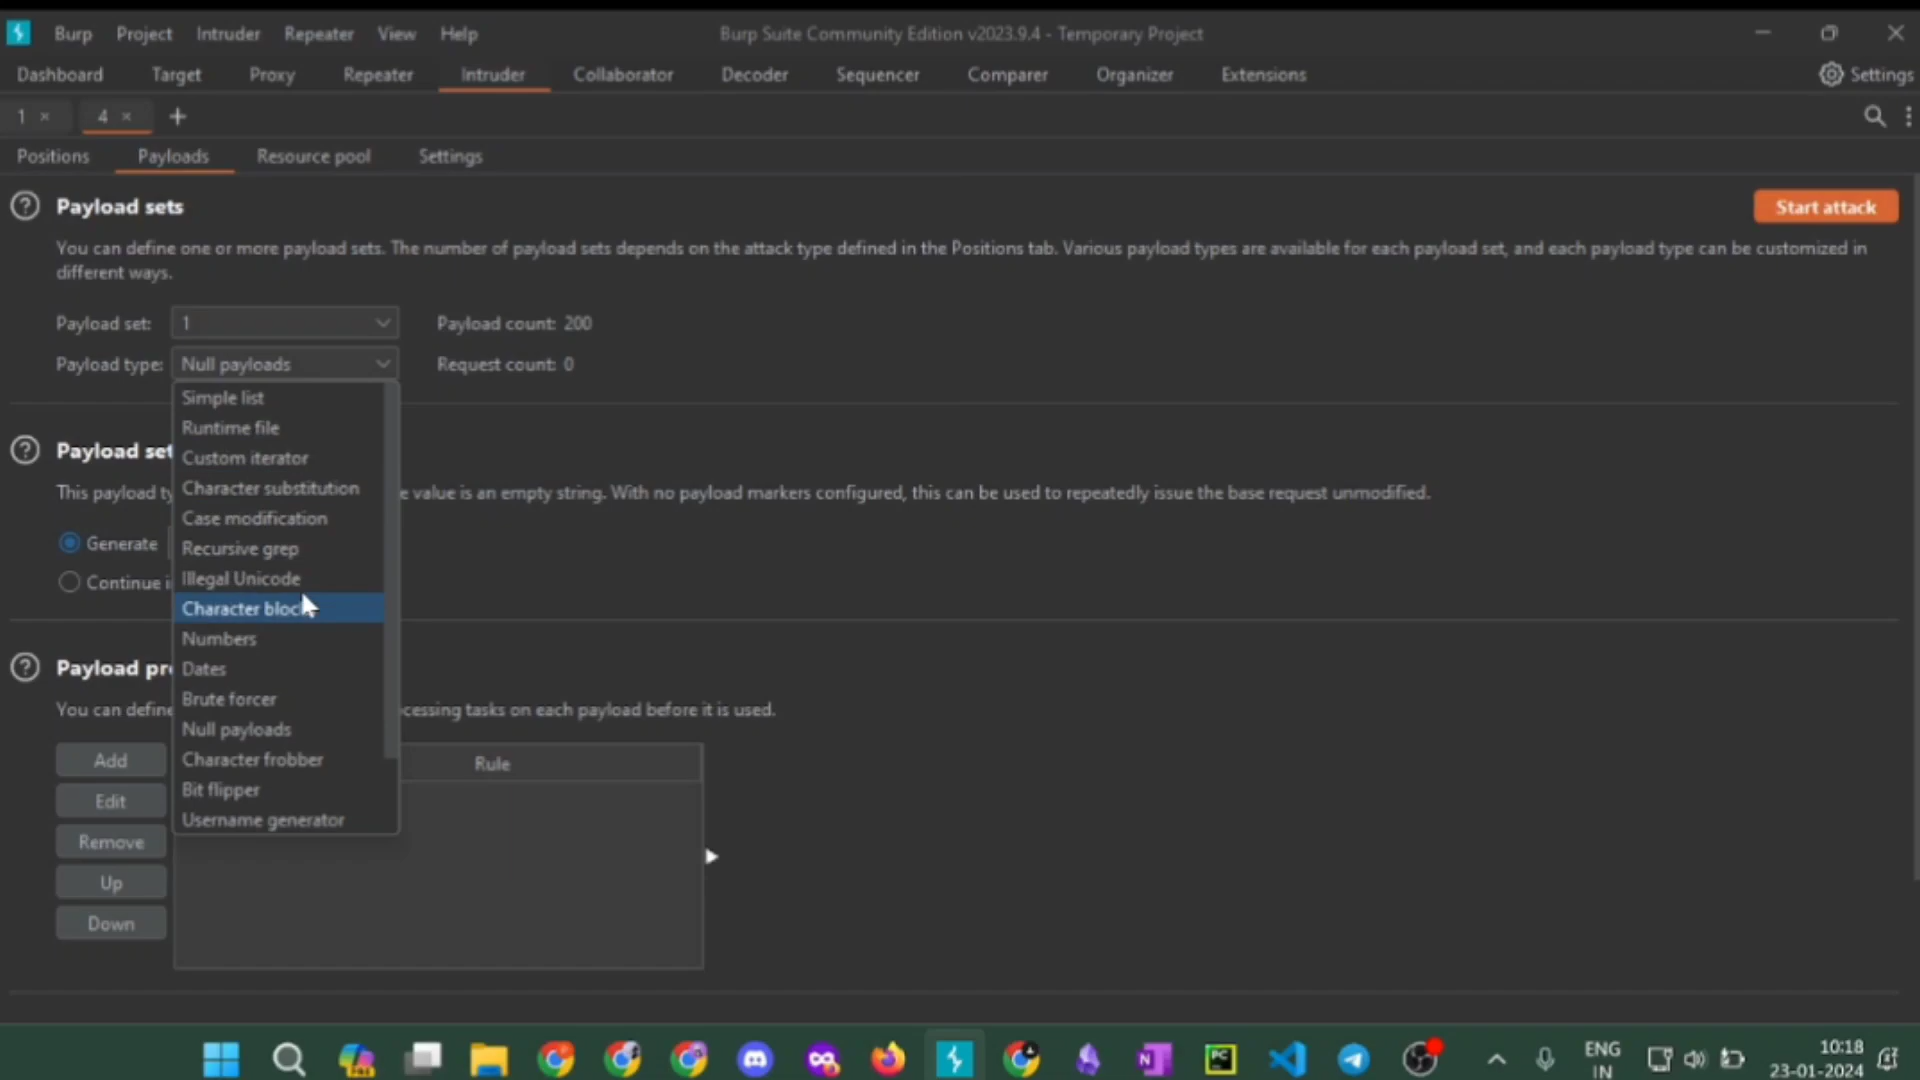 Burp Project Intruder Repeater View Help Burp Suite Community Edition v2023.9.4 - Temporary Project
Dashboard Target Proxy Repeater Intruder Collaborator Decoder Sequencer Comparer Organizer Extensions Settings
1 × 4 × +
Positions Payloads Resource pool Settings
Payload sets Start attack
You can define one or more payload sets. The number of payload sets depends on the attack type defined in the Positions tab. Various payload types are available for each payload set, and each payload type can be customized in
different ways.
Payload set: 1 Payload count: 200
Payload type: Null payloads Request count: 0
Simple list
Runtime file
Payload set
Custom iterator
This payload ty
Character substitution
e value is an empty string. With no payload markers configured, this can be used to repeatedly issue the base request unmodified.
Case modification
Generate
Recursive grep
Continue i
Illegal Unicode
Character block
Numbers
Payload pro
Dates
You can define
Brute forcer
cessing tasks on each payload before it is used.
Null payloads
Add
Character frobber
Rule
Edit
Bit flipper
Username generator
Remove
Up
Down
PC
ENG
IN
10:18
23-01-2024